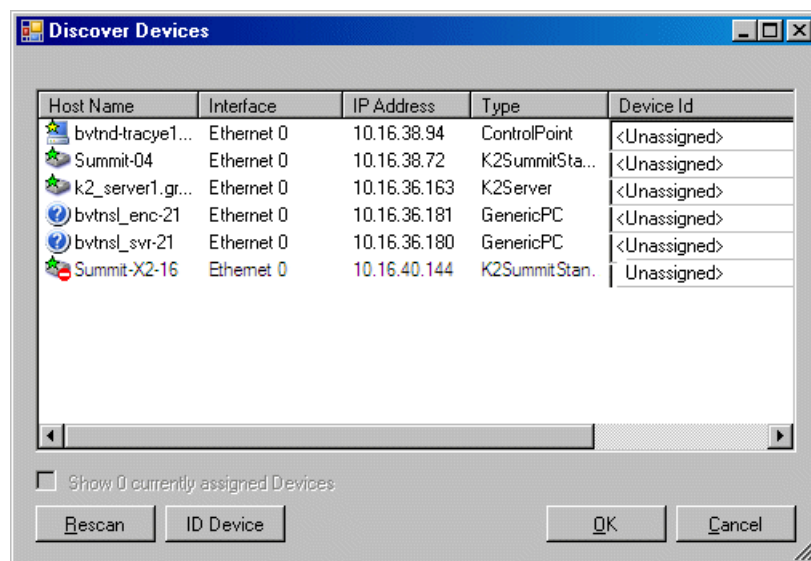 Discover Devices
Host Name Interface IP Address Type Device Id
bvtnd-tracye1... Ethernet 0 10.16.38.94 ControlPoint <Unassigned>
Summit-04 Ethernet 0 10.16.38.72 K2SummitSta... <Unassigned>
k2_server1.gr... Ethernet 0 10.16.36.163 K2Server <Unassigned>
bvtnsl_enc-21 Ethernet 0 10.16.36.181 GenericPC <Unassigned>
bvtnsl_svr-21 Ethernet 0 10.16.36.180 GenericPC <Unassigned>
Summit-X2-16 Ethernet 0 10.16.40.144 K2SummitStan. Unassigned>
Show 0 currently assigned Devices
Rescan ID Device OK Cancel